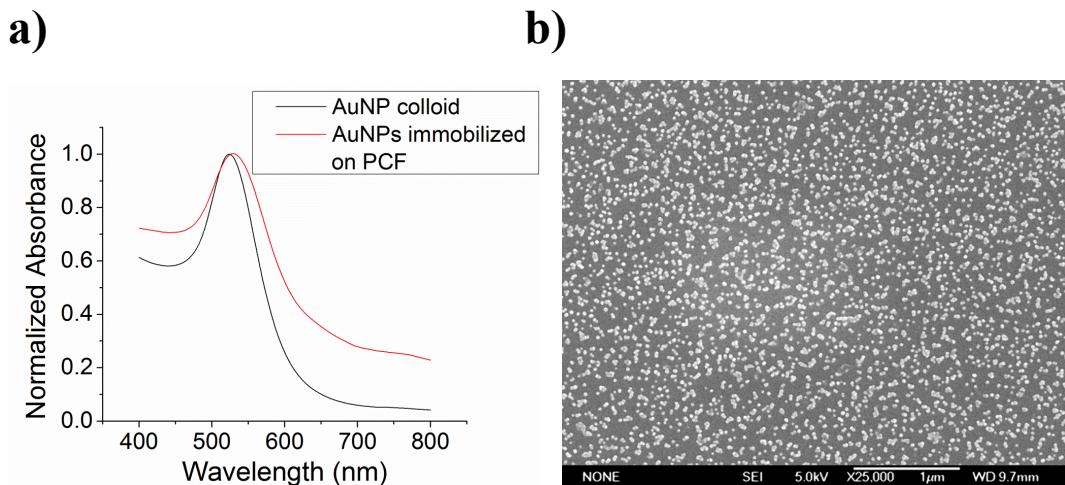 a)
b)
AuNP colloid
AuNPs immobilized
on PCF
1.0
0.8
0.6
0.4
0.2
0.0
Normalized Absorbance
400 500 600 700 800
Wavelength (nm)
NONE SEI 5.0kV X25,000 1µm WD 9.7mm